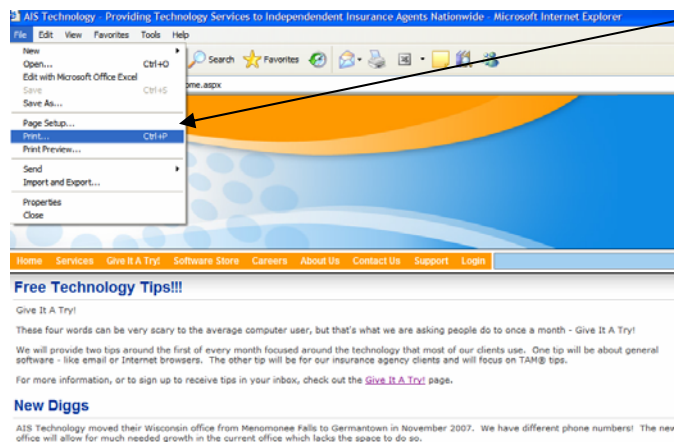 AIS Technology - Providing Technology Services to Independent Insurance Agents Nationwide - Microsoft Internet Explorer
File Edit View Favorites Tools Help
New
Open... Ctrl+O
Edit with Microsoft Office Excel
Save Ctrl+S
Save As...
Page Setup...
Print... Ctrl+P
Print Preview...
Send
Import and Export...
Properties
Close
Search Favorites
ome.aspx
Home Services Give It A Try! Software Store Careers About Us Contact Us Support Login
Free Technology Tips!!!
Give It A Try!
These four words can be very scary to the average computer user, but that's what we are asking people do to once a month - Give It A Try!
We will provide two tips around the first of every month focused around the technology that most of our clients use. One tip will be about general
software - like email or Internet browsers. The other tip will be for our insurance agency clients and will focus on TAM® tips.
For more information, or to sign up to receive tips in your inbox, check out the Give It A Try! page.
New Diggs
AIS Technology moved their Wisconsin office from Menomonee Falls to Germantown in November 2007. We have different phone numbers! The new
office will allow for much needed growth in the current office which lacks the space to do so.